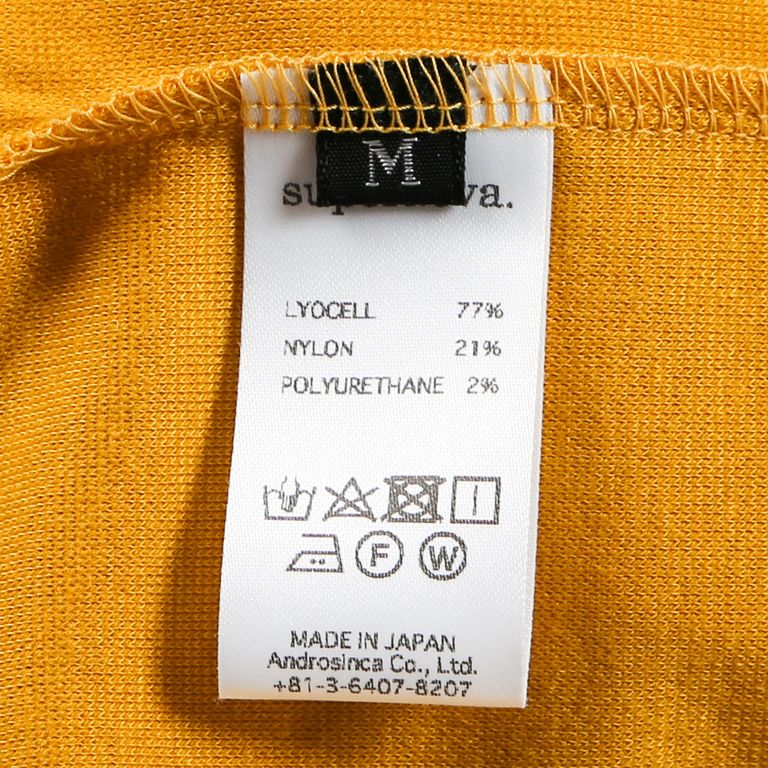 M
LYOCELL 77%
NYLON 21%
POLYURETHANE 2%
F W
MADE IN JAPAN
AndrosInca Co., Ltd.
+81-3-6407-8207